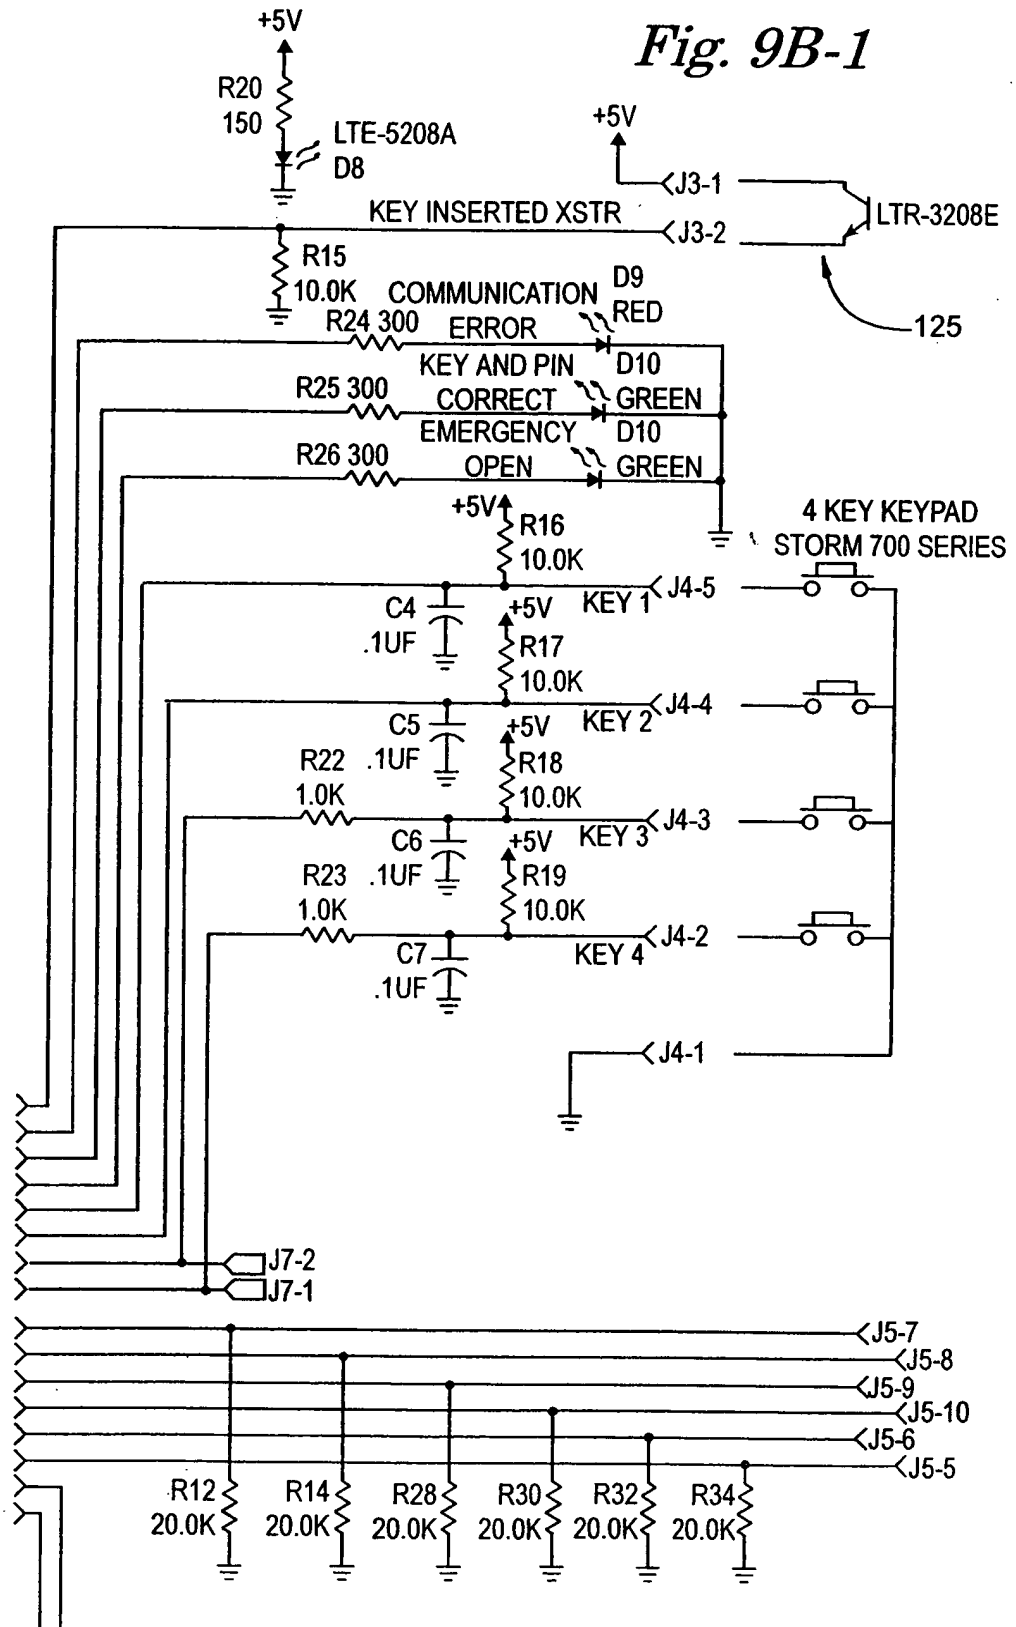 Fig. 9B-1
+5V
R20
150
LTE-5208A
D8
+5V
J3-1
LTR-3208E
KEY INSERTED XSTR
J3-2
R15
10.0K
125
COMMUNICATION
ERROR
D9
RED
R24 300
KEY AND PIN
CORRECT
D10
GREEN
R25 300
EMERGENCY
OPEN
D10
GREEN
R26 300
+5V
R16
10.0K
4 KEY KEYPAD
STORM 700 SERIES
C4
.1UF
KEY 1
J4-5
+5V
R17
10.0K
C5
.1UF
KEY 2
J4-4
+5V
R18
10.0K
R22
1.0K
C6
.1UF
KEY 3
J4-3
+5V
R19
10.0K
R23
1.0K
C7
.1UF
KEY 4
J4-2
J4-1
J7-2
J7-1
J5-7
J5-8
J5-9
J5-10
J5-6
J5-5
R12
20.0K
R14
20.0K
R28
20.0K
R30
20.0K
R32
20.0K
R34
20.0K